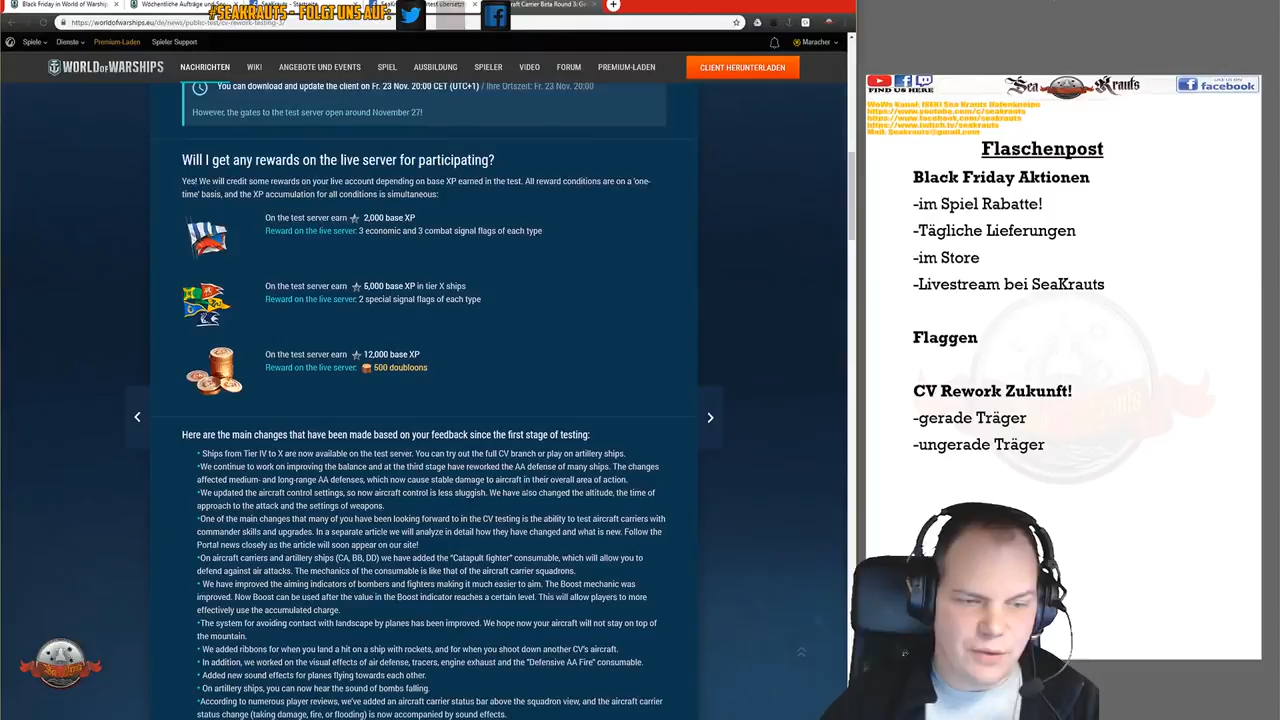 Black Friday in World of Warship
Wöchentliche Aufträge und Se
#SEAKRAUTS - FOLGT UNS AUF:
craft Carrier Beta Round 3: G
https://worldofwarships.eu/de/news/public-test/cv-rework-testing-3/
Spiele
Dienste
Premium-Laden
Spieler Support
Maracher
WORLD OF WARSHIPS
NACHRICHTEN
WIKI
ANGEBOTE UND EVENTS
SPIEL
AUSBILDUNG
SPIELER
VIDEO
FORUM
PREMIUM-LADEN
CLIENT HERUNTERLADEN
You can download and update the client on Fr. 23 Nov. 20:00 CET (UTC+1) / Ihre Ortszeit: Fr. 23 Nov. 20:00
However, the gates to the test server open around November 27!
Will I get any rewards on the live server for participating?
Yes! We will credit some rewards on your live account depending on base XP earned in the test. All reward conditions are on a 'one-
time' basis, and the XP accumulation for all conditions is simultaneous:
On the test server earn 2,000 base XP
Reward on the live server: 3 economic and 3 combat signal flags of each type
On the test server earn 5,000 base XP in tier X ships
Reward on the live server: 2 special signal flags of each type
On the test server earn 12,000 base XP
Reward on the live server: 500 doubloons
Here are the main changes that have been made based on your feedback since the first stage of testing:
•Ships from Tier IV to X are now available on the test server. You can try out the full CV branch or play on artillery ships.
•We continue to work on improving the balance and at the third stage have reworked the AA defense of many ships. The changes
affected medium- and long-range AA defenses, which now cause stable damage to aircraft in their overall area of action.
•We updated the aircraft control settings, so now aircraft control is less sluggish. We have also changed the altitude, the time of
approach to the attack and the settings of weapons.
•One of the main changes that many of you have been looking forward to in the CV testing is the ability to test aircraft carriers with
commander skills and upgrades. In a separate article we will analyze in detail how they have changed and what is new. Follow the
Portal news closely as the article will soon appear on our site!
•On aircraft carriers and artillery ships (CA, BB, DD) we have added the "Catapult fighter" consumable, which will allow you to
defend against air attacks. The mechanics of the consumable is like that of the aircraft carrier squadrons.
•We have improved the aiming indicators of bombers and fighters making it much easier to aim. The Boost mechanic was
improved. Now Boost can be used after the value in the Boost indicator reaches a certain level. This will allow players to more
effectively use the accumulated charge.
•The system for avoiding contact with landscape by planes has been improved. We hope now your aircraft will not stay on top of
the mountain.
•We added ribbons for when you land a hit on a ship with rockets, and for when you shoot down another CV's aircraft.
•In addition, we worked on the visual effects of air defense, tracers, engine exhaust and the "Defensive AA Fire" consumable.
•Added new sound effects for planes flying towards each other.
•On artillery ships, you can now hear the sound of bombs falling.
•According to numerous player reviews, we've added an aircraft carrier status bar above the squadron view, and the aircraft carrier
status change (taking damage, fire, or flooding) is now accompanied by sound effects.
FIND US HERE
Sea Krauts
facebook
WoWs Kanal: [SEK] Sea Krauts Hafenkneipe
https://www.youtube.com/c/seakrauts
https://www.facebook.com/seakrauts
https://www.twitch.tv/seakrauts
Mail: Seakrauts@gmail.com
Flaschenpost
Black Friday Aktionen
-im Spiel Rabatte!
-Tägliche Lieferungen
-im Store
-Livestream bei SeaKrauts
Flaggen
CV Rework Zukunft!
-gerade Träger
-ungerade Träger